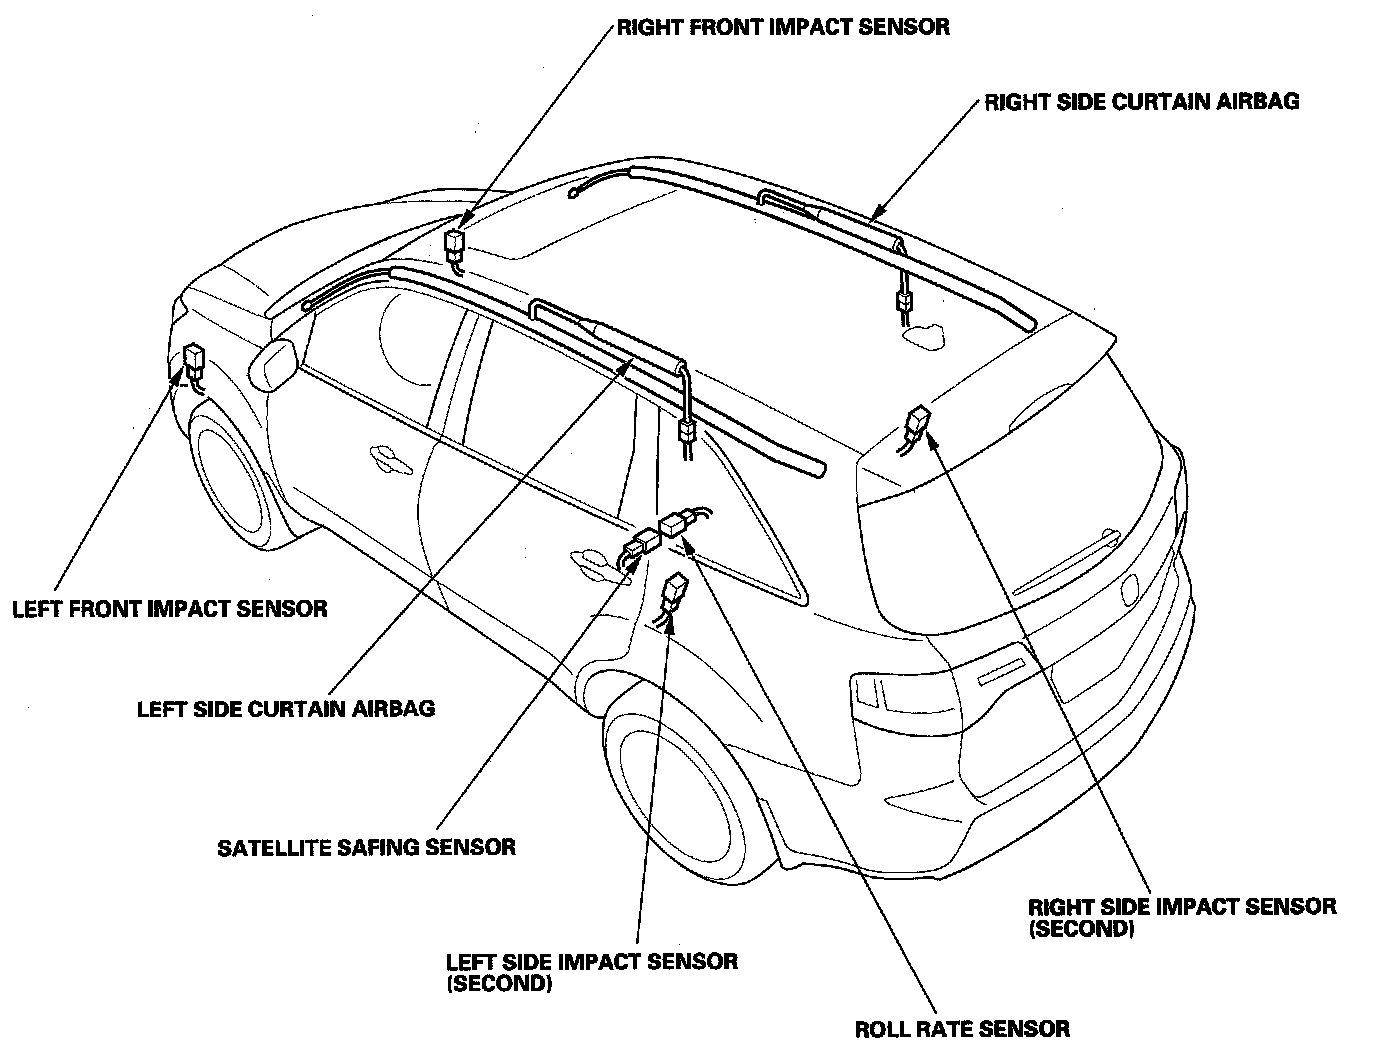 RIGHT FRONT IMPACT SENSOR
RIGHT SIDE CURTAIN AIRBAG
LEFT FRONT IMPACT SENSOR
LEFT SIDE CURTAIN AIRBAG
SATELLITE SAFING SENSOR
RIGHT SIDE IMPACT SENSOR
(SECOND)
LEFT SIDE IMPACT SENSOR
(SECOND)
ROLL RATE SENSOR